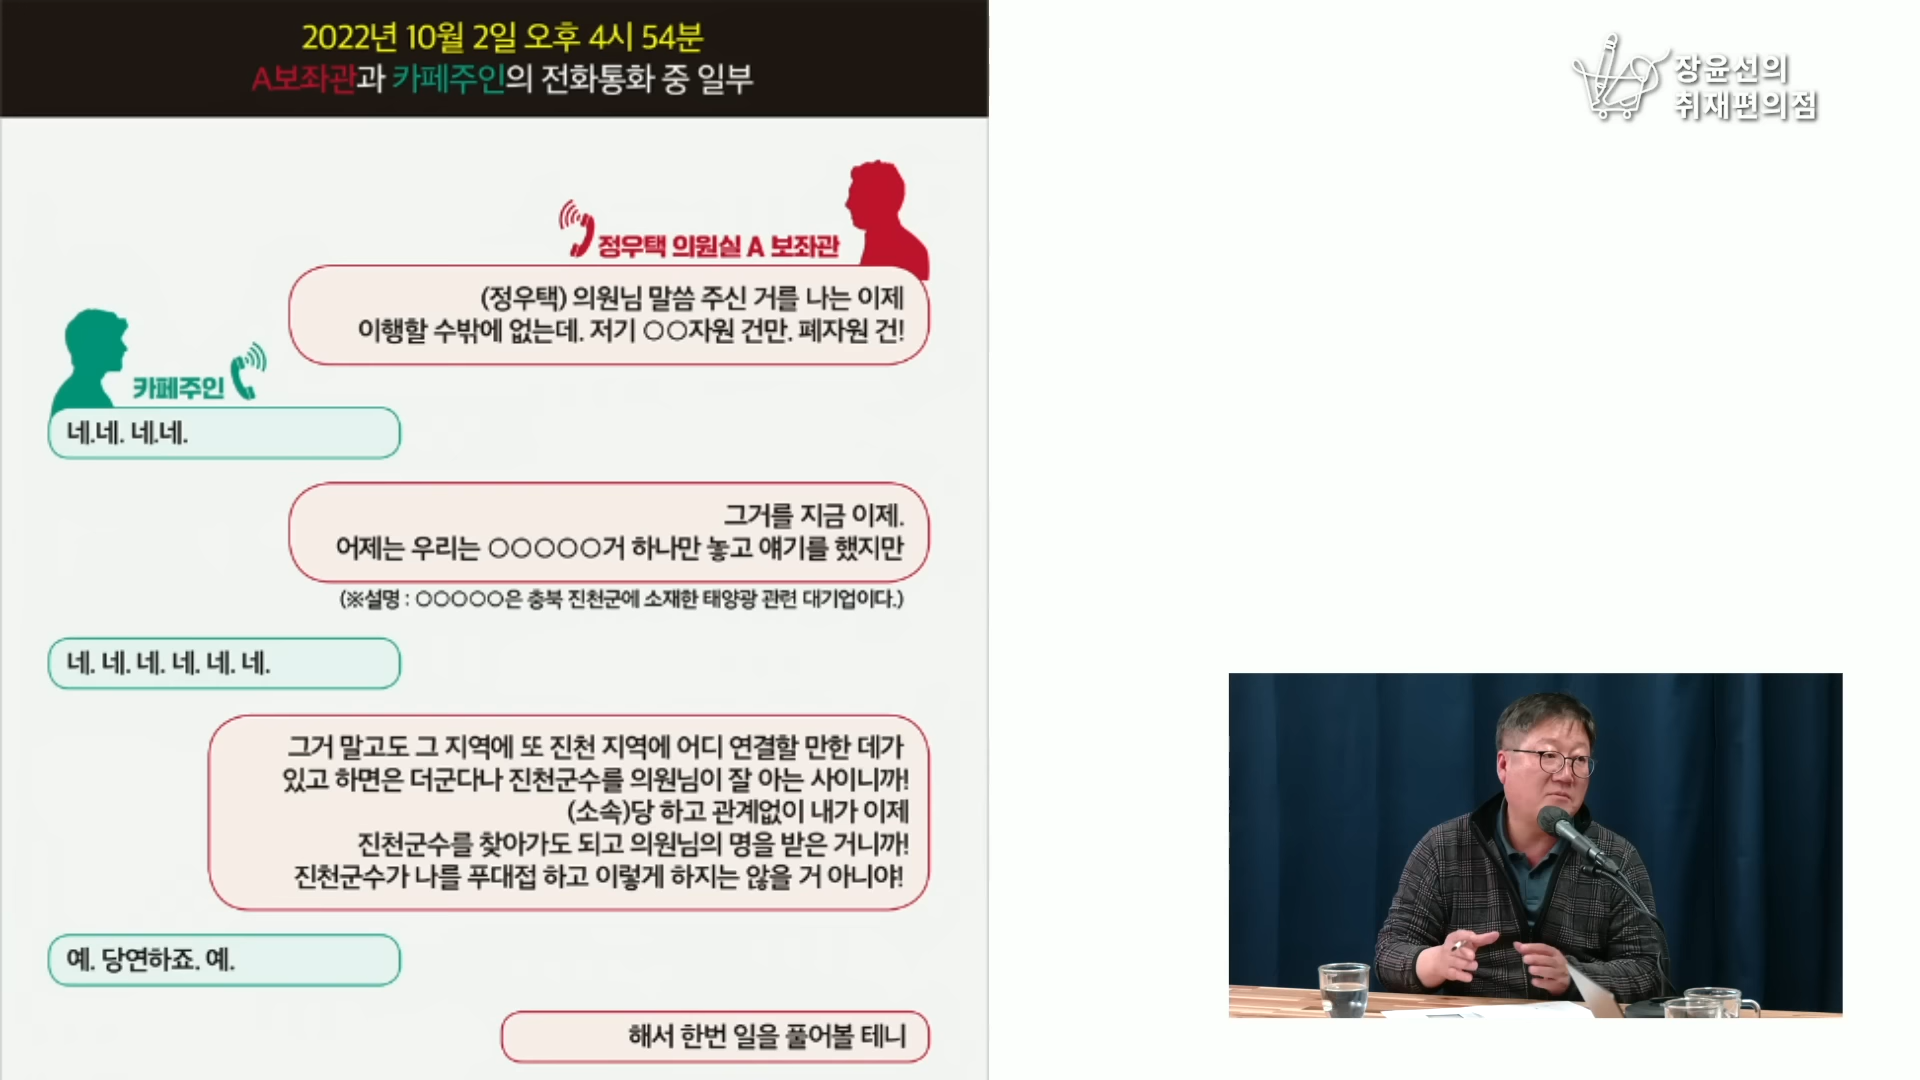 2022년 10월 2일 오후 4시 54분
A보좌관과 카페주인의 전화통화 중 일부
장윤선의
취재편의점
정우택 의원실 A 보좌관
(정우택) 의원님 말씀 주신 거를 나는 이제
이행할 수밖에 없는데. 저기 ○○자원 건만. 폐자원 건!
카페주인
네.네. 네.네.
그거를 지금 이제.
어제는 우리는 ○○○○○거 하나만 놓고 얘기를 했지만
(※설명 : ○○○○○은 충북 진천군에 소재한 태양광 관련 대기업이다.)
네. 네. 네. 네. 네. 네.
그거 말고도 그 지역에 또 진천 지역에 어디 연결할 만한 데가
있고 하면은 더군다나 진천군수를 의원님이 잘 아는 사이니까!
(소속)당 하고 관계없이 내가 이제
진천군수를 찾아가도 되고 의원님의 명을 받은 거니까!
진천군수가 나를 푸대접 하고 이렇게 하지는 않을 거 아니야!
예. 당연하죠. 예.
해서 한번 일을 풀어볼 테니